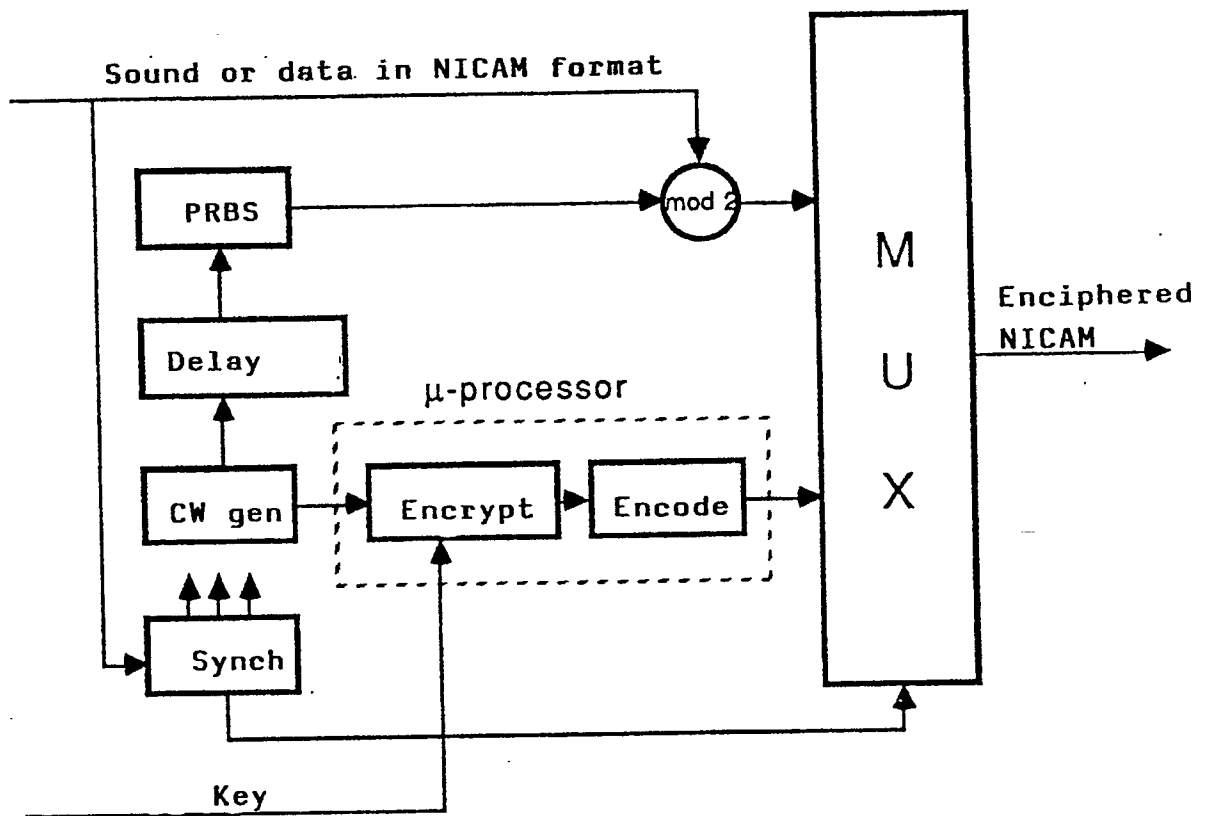 Sound or data in NICAM format
PRBS
mod 2
M
U
X
Enciphered
NICAM
Delay
μ-processor
CW gen
Encrypt
Encode
Synch
Key